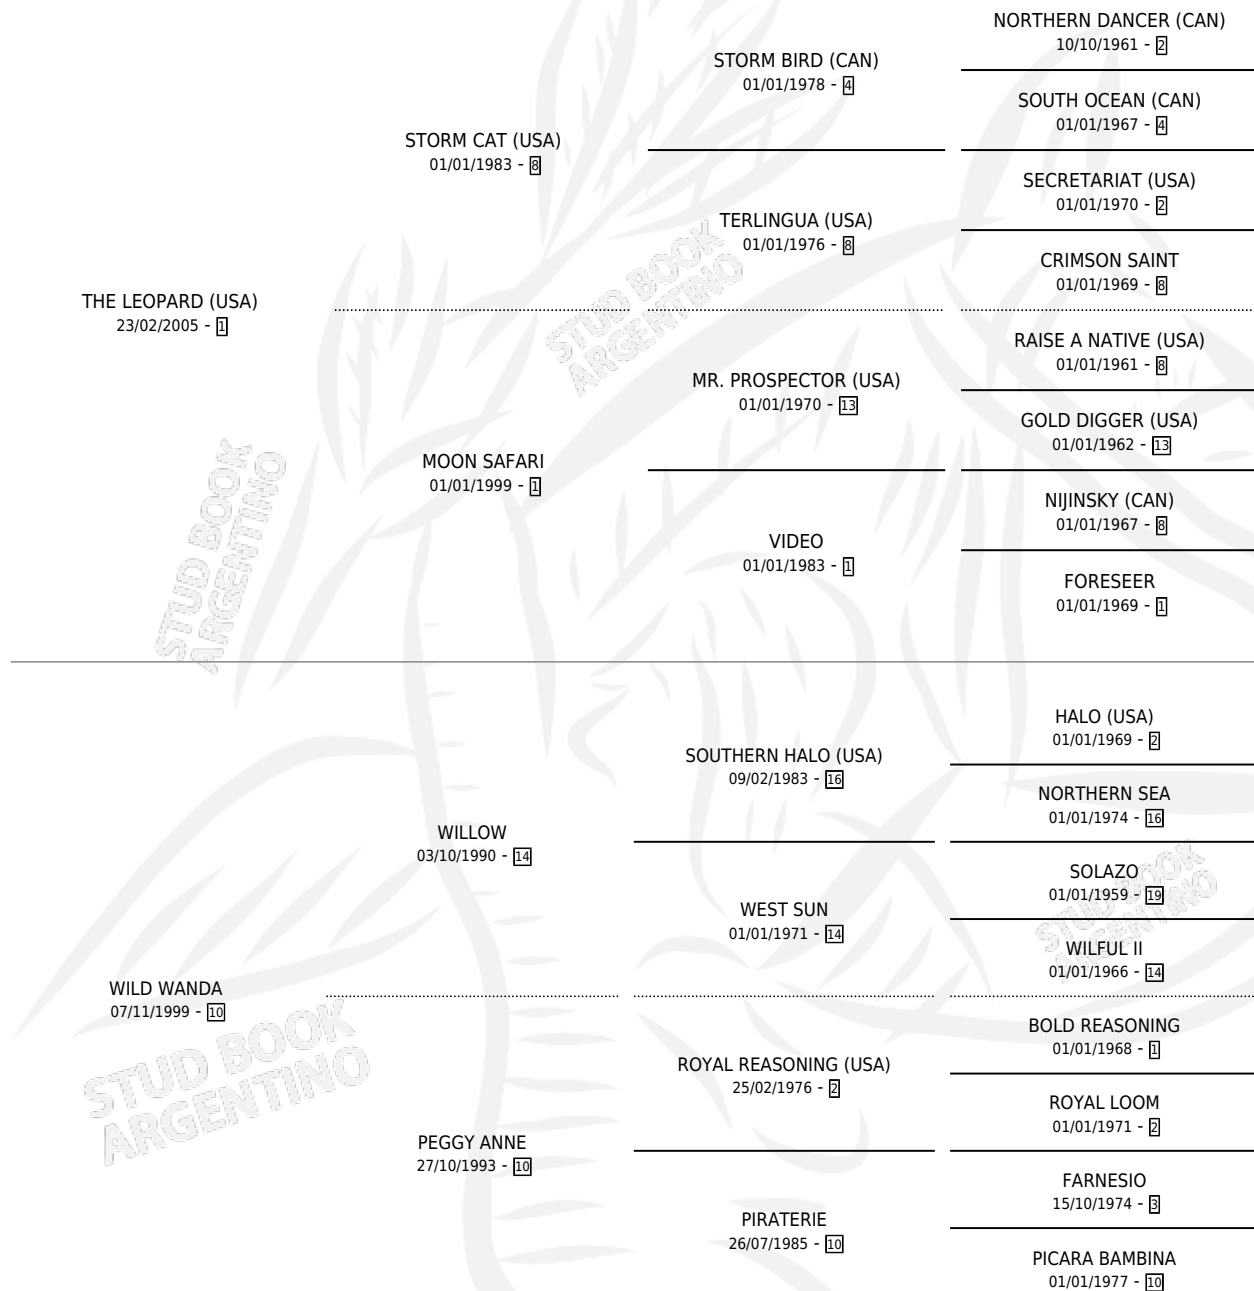 NORTHERN DANCER (CAN)
10/10/1961 - 2
STORM BIRD (CAN)
01/01/1978 - 4
SOUTH OCEAN (CAN)
01/01/1967 - 4
STORM CAT (USA)
01/01/1983 - 8
SECRETARIAT (USA)
01/01/1970 - 2
TERLINGUA (USA)
01/01/1976 - 8
CRIMSON SAINT
01/01/1969 - 8
THE LEOPARD (USA)
23/02/2005 - 1
STUD BOOK
ARGENTINO
RAISE A NATIVE (USA)
01/01/1961 - 8
MR. PROSPECTOR (USA)
01/01/1970 - 13
GOLD DIGGER (USA)
01/01/1962 - 13
MOON SAFARI
01/01/1999 - 1
STUD BOOK
ARGENTINO
NIJINSKY (CAN)
01/01/1967 - 8
VIDEO
01/01/1983 - 1
FORESEER
01/01/1969 - 1
HALO (USA)
01/01/1969 - 2
SOUTHERN HALO (USA)
09/02/1983 - 16
NORTHERN SEA
01/01/1974 - 16
WILLOW
03/10/1990 - 14
SOLAZO
01/01/1959 - 19
WEST SUN
01/01/1971 - 14
STUD BOOK
ARGENTINO
WILFUL II
01/01/1966 - 14
WILD WANDA
07/11/1999 - 10
STUD BOOK
ARGENTINO
BOLD REASONING
01/01/1968 - 1
ROYAL REASONING (USA)
25/02/1976 - 2
ROYAL LOOM
01/01/1971 - 2
PEGGY ANNE
27/10/1993 - 10
FARNESIO
15/10/1974 - 3
PIRATERIE
26/07/1985 - 10
PICARA BAMBINA
01/01/1977 - 10